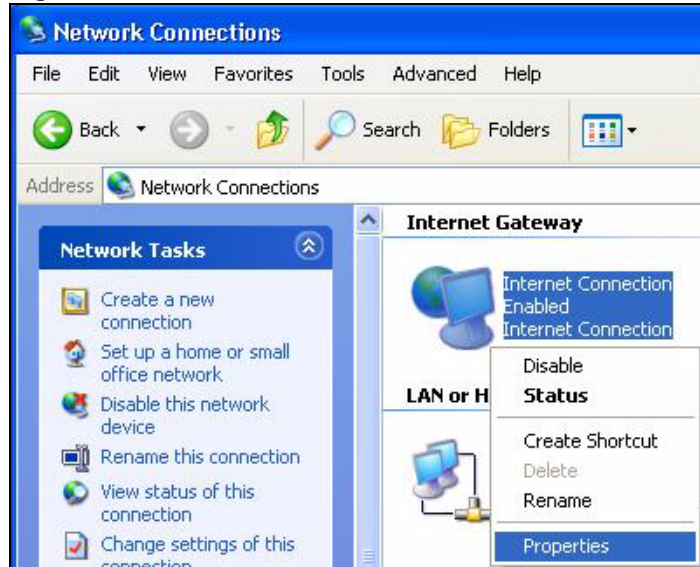 Network Connections
File Edit View Favorites Tools Advanced Help
Back Search Folders
Address Network Connections
Network Tasks
Create a new
connection
Set up a home or small
office network
Disable this network
device
Rename this connection
View status of this
connection
Change settings of this
connection
Internet Gateway
Internet Connection
Enabled
Internet Connection
LAN or H
Disable
Status
Create Shortcut
Delete
Rename
Properties